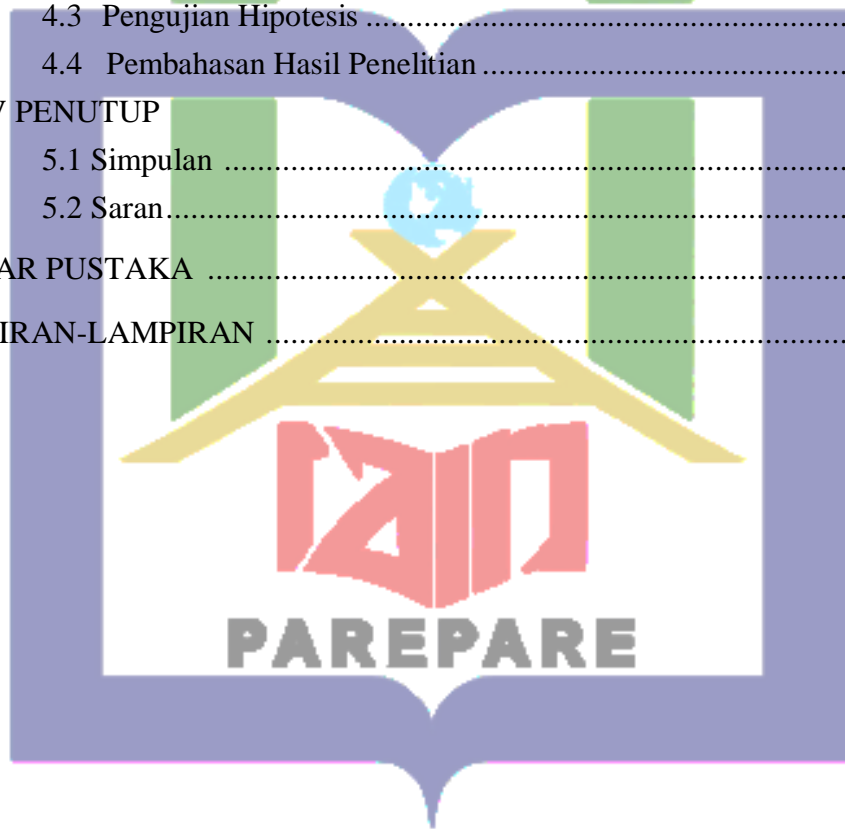 4.3 Pengujian Hipotesis ................................................................
4.4 Pembahasan Hasil Penelitian ................................................
PENUTUP
5.1 Simpulan ................................................................................
5.2 Saran.......................................................................................
AR PUSTAKA ................................................................................
IRAN-LAMPIRAN .........................................................................
iain
PAREPARE